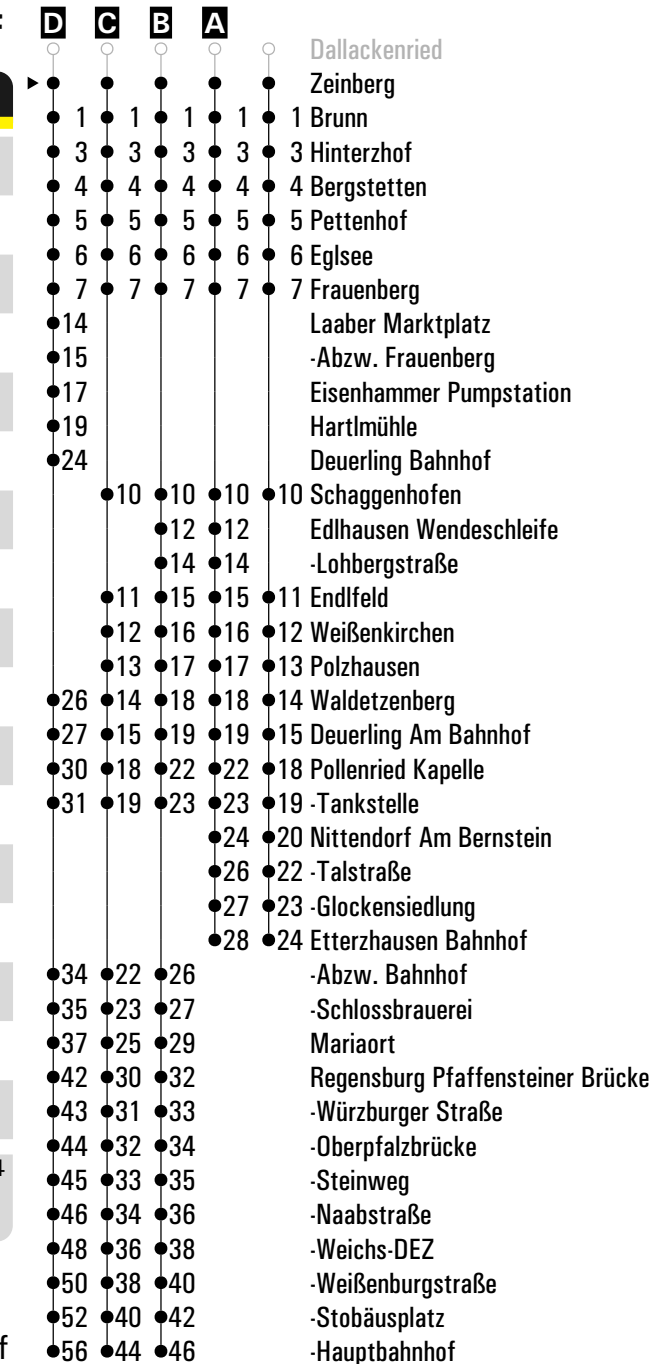 :
D C B A
Dallackenried
Zeinberg
1 1 1 1 1 Brunn
3 3 3 3 3 Hinterzhof
4 4 4 4 4 Bergstetten
5 5 5 5 5 Pettenhof
6 6 6 6 6 Eglsee
7 7 7 7 7 Frauenberg
14 Laaber Marktplatz
15 -Abzw. Frauenberg
17 Eisenhammer Pumpstation
19 Hartlmühle
24 Deuerling Bahnhof
10 10 10 10 Schaggenhofen
12 12 Edlhausen Wendeschleife
14 14 -Lohbergstraße
11 15 15 11 Endlfeld
12 16 16 12 Weißenkirchen
13 17 17 13 Polzhausen
26 14 18 18 14 Waldetzenberg
27 15 19 19 15 Deuerling Am Bahnhof
30 18 22 22 18 Pollenried Kapelle
31 19 23 23 19 -Tankstelle
24 20 Nittendorf Am Bernstein
26 22 -Talstraße
27 23 -Glockensiedlung
28 24 Etterzhausen Bahnhof
34 22 26 -Abzw. Bahnhof
35 23 27 -Schlossbrauerei
37 25 29 Mariaort
42 30 32 Regensburg Pfaffensteiner Brücke
43 31 33 -Würzburger Straße
44 32 34 -Oberpfalzbrücke
4
45 33 35 -Steinweg
46 34 36 -Naabstraße
48 36 38 -Weichs-DEZ
50 38 40 -Weißenburgstraße
52 40 42 -Stobäusplatz
f 56 44 46 -Hauptbahnhof